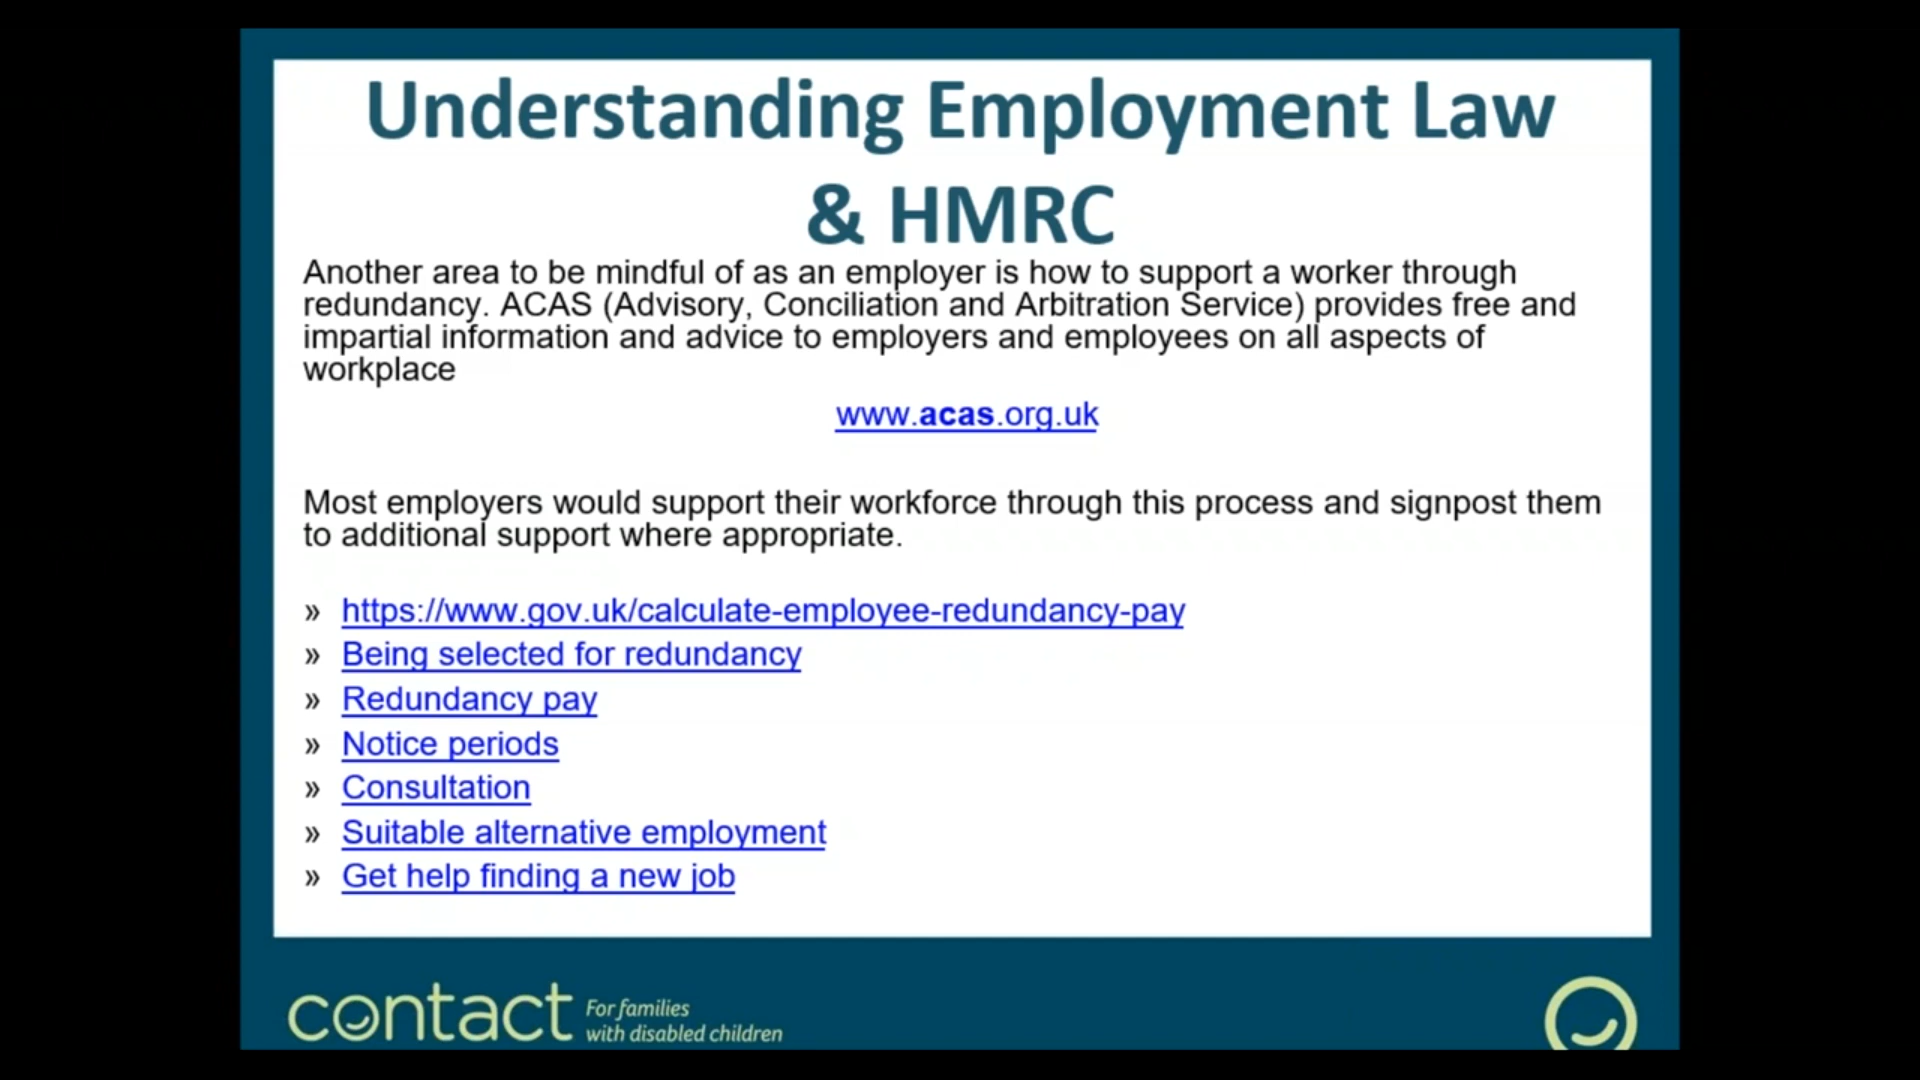 Understanding Employment Law
& HMRC
Another area to be mindful of as an employer is how to support a worker through
redundancy. ACAS (Advisory, Conciliation and Arbitration Service) provides free and
impartial information and advice to employers and employees on all aspects of
workplace
www.acas.org.uk
Most employers would support their workforce through this process and signpost them
to additional support where appropriate.
» https://www.gov.uk/calculate-employee-redundancy-pay
» Being selected for redundancy
» Redundancy pay
» Notice periods
» Consultation
» Suitable alternative employment
» Get help finding a new job
contact For families
with disabled children